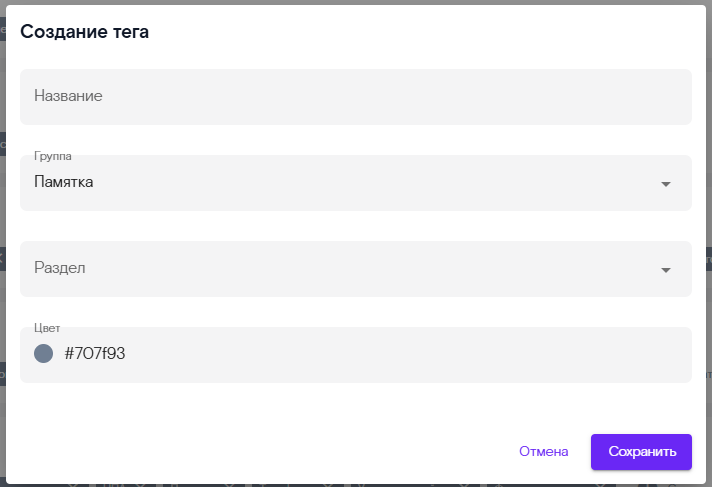 Создание тега
Название
Группа
Памятка
Раздел
Цвет
#707f93
Отмена
Сохранить